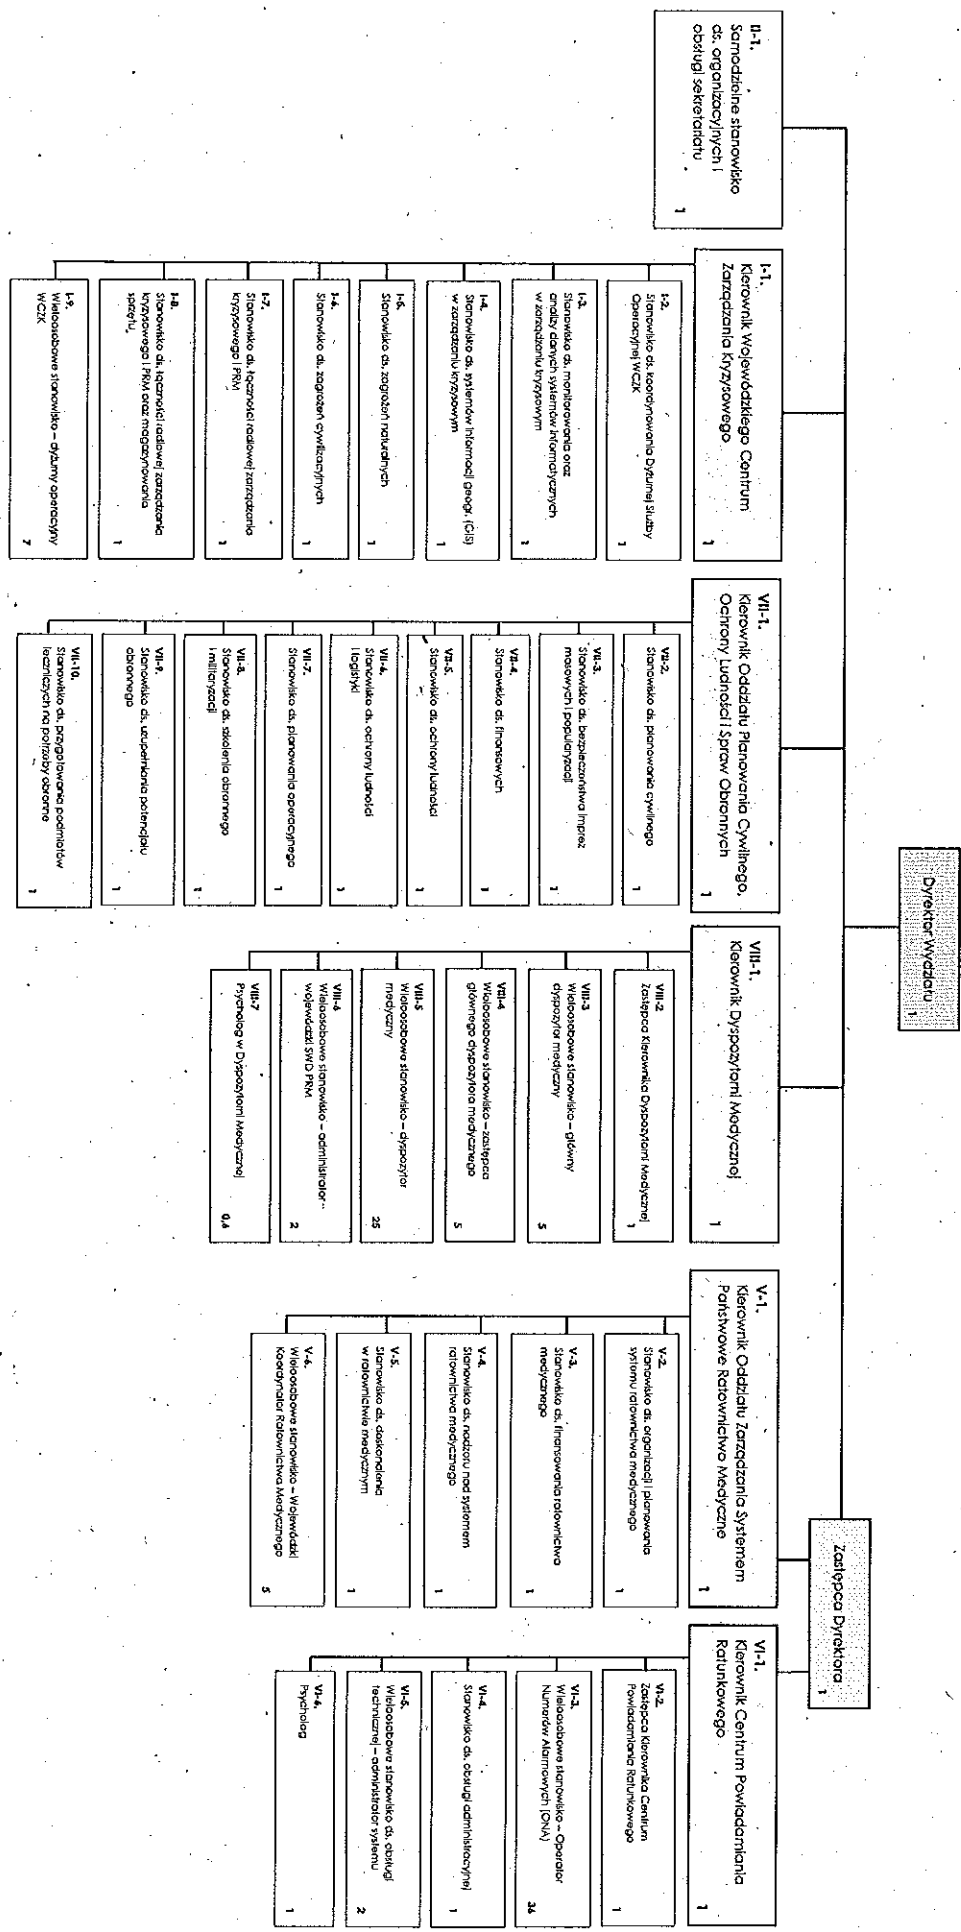 Dyrektor Wydziału
1
Zastępca Dyrektora
1
II-1.
Samodzielne stanowisko
ds. organizacyjnych i
obsługi sekretariatu
1
I-1.
Kierownik Wojewódzkiego Centrum
Zarządzania Kryzysowego
1
I-2.
Stanowisko ds. koordynowania Dyżurnej Służby
Operacyjnej WCZK
1
I-3.
Stanowisko ds. monitorowania oraz
analizy danych systemów informatycznych
w zarządzaniu kryzysowym
1
I-4.
Stanowisko ds. systemów informacji geogr. (GIS)
w zarządzaniu kryzysowym
1
I-5.
Stanowisko ds. zagrożeń naturalnych
1
I-6.
Stanowisko ds. zagrożeń cywilizacyjnych
1
I-7.
Stanowisko ds. łączności radiowej zarządzania
kryzysowego i PRM
1
I-8.
Stanowisko ds. łączności radiowej zarządzania
kryzysowego i PRM oraz magazynowania
sprzętu
1
I-9.
Wieloosobowe stanowisko – dyżurny operacyjny
WCZK
7
VII-1.
Kierownik Oddziału Planowania Cywilnego,
Ochrony Ludności i Spraw Obronnych
1
VII-2.
Stanowisko ds. planowania cywilnego
1
VII-3
Stanowisko ds. bezpieczeństwa imprez
masowych i popularyzacji
1
VII-4.
Stanowisko ds. finansowych
1
VII-5.
Stanowisko ds. ochrony ludności
1
VII-6.
Stanowisko ds. ochrony ludności
i logistyki
1
VII-7.
Stanowisko ds. planowania operacyjnego
1
VII-8.
Stanowisko ds. szkolenia obronnego
i militaryzacji
1
VII-9.
Stanowisko ds. uzupełniania potencjału
obronnego
1
VII-10.
Stanowisko ds. przygotowania podmiotów
leczniczych na potrzeby obronne
1
VIII-1.
Kierownik Dyspozytorni Medycznej
1
VIII-2
Zastępca Kierownika Dyspozytorni Medycznej
1
VIII-3
Wieloosobowe stanowisko – główny
dyspozytor medyczny
5
VIII-4
Wieloosobowe stanowisko – zastępca
głównego dyspozytora medycznego
5
VIII-5
Wieloosobowe stanowisko – dyspozytor
medyczny
25
VIII-6
Wieloosobowe stanowisko – administrator
wojewódzki SWD PRM
2
VIII-7
Psycholog w Dyspozytorni Medycznej
0,6
V-1.
Kierownik Oddziału Zarządzania Systemem
Państwowe Ratownictwo Medyczne
1
V-2.
Stanowisko ds. organizacji i planowania
systemu ratownictwa medycznego
1
V-3.
Stanowisko ds. finansowania ratownictwa
medycznego
1
V-4.
Stanowisko ds. nadzoru nad systemem
ratownictwa medycznego
1
V-5.
Stanowisko ds. doskonalenia
w ratownictwie medycznym
1
V-6.
Wieloosobowe stanowisko – Wojewódzki
Koordynator Ratownictwa Medycznego
5
VI-1.
Kierownik Centrum Powiadamiania
Ratunkowego
1
VI-2.
Zastępca Kierownika Centrum
Powiadamiania Ratunkowego
1
VI-3.
Wieloosobowe stanowisko – Operator
Numerów Alarmowych (ONA)
36
VI-4.
Stanowisko ds. obsługi administracyjnej
1
VI-5.
Wieloosobowe stanowisko ds. obsługi
technicznej – administrator systemu
2
VI-6.
Psycholog
1